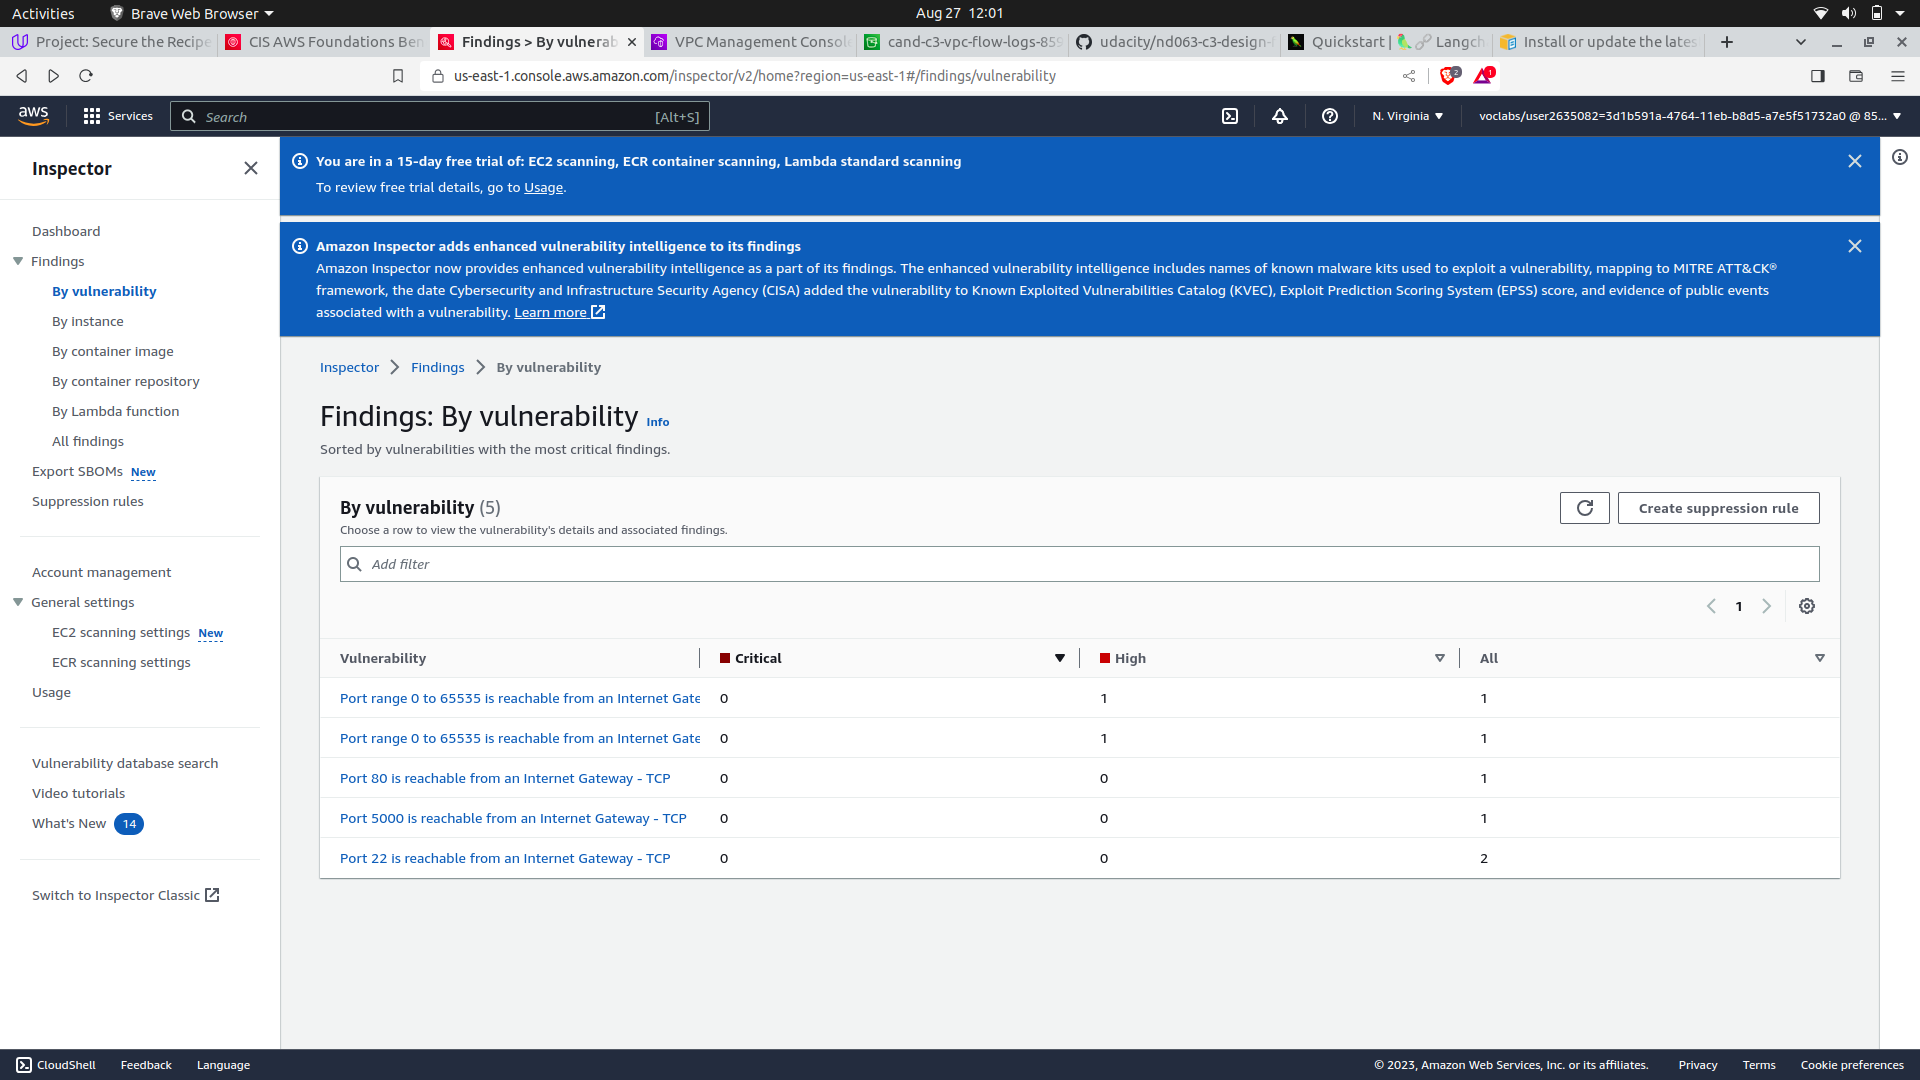 Activities
Brave Web Browser
Aug 27 12:01
Project: Secure the Recipe
CIS AWS Foundations Ben
Findings > By vulnerab
VPC Management Consol
cand-c3-vpc-flow-logs-859
udacity/nd063-c3-design-
Quickstart | 🦜️🔗 Langch
Install or update the lates
us-east-1.console.aws.amazon.com/inspector/v2/home?region=us-east-1#/findings/vulnerability
2
1
aws
Services
Search
[Alt+S]
N. Virginia
voclabs/user2635082=3d1b591a-4764-11eb-b8d5-a7e5f51732a0 @ 85...
Inspector
Dashboard
Findings
By vulnerability
By instance
By container image
By container repository
By Lambda function
All findings
Export SBOMs New
Suppression rules
Account management
General settings
EC2 scanning settings New
ECR scanning settings
Usage
Vulnerability database search
Video tutorials
What's New 14
Switch to Inspector Classic
You are in a 15-day free trial of: EC2 scanning, ECR container scanning, Lambda standard scanning
To review free trial details, go to Usage.
Amazon Inspector adds enhanced vulnerability intelligence to its findings
Amazon Inspector now provides enhanced vulnerability intelligence as a part of its findings. The enhanced vulnerability intelligence includes names of known malware kits used to exploit a vulnerability, mapping to MITRE ATT&CK®
framework, the date Cybersecurity and Infrastructure Security Agency (CISA) added the vulnerability to Known Exploited Vulnerabilities Catalog (KVEC), Exploit Prediction Scoring System (EPSS) score, and evidence of public events
associated with a vulnerability. Learn more
Inspector > Findings > By vulnerability
Findings: By vulnerability Info
Sorted by vulnerabilities with the most critical findings.
By vulnerability (5)
Choose a row to view the vulnerability's details and associated findings.
Create suppression rule
Add filter
1
Vulnerability Critical High All
Port range 0 to 65535 is reachable from an Internet Gate 0 1 1
Port range 0 to 65535 is reachable from an Internet Gate 0 1 1
Port 80 is reachable from an Internet Gateway - TCP 0 0 1
Port 5000 is reachable from an Internet Gateway - TCP 0 0 1
Port 22 is reachable from an Internet Gateway - TCP 0 0 2
CloudShell
Feedback
Language
© 2023, Amazon Web Services, Inc. or its affiliates.
Privacy
Terms
Cookie preferences